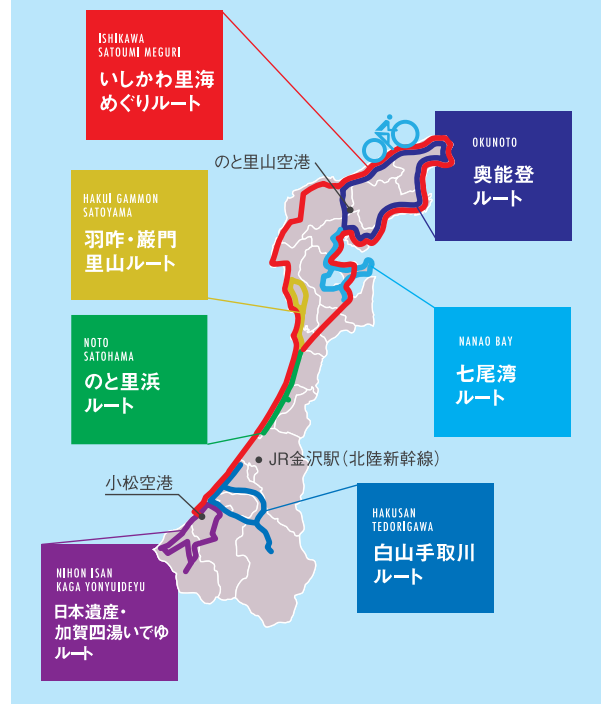 ISHIKAWA
SATOUMI MEGURI
いしかわ里海
めぐりルート
のと里山空港
OKUNOTO
奥能登
ルート
HAKUI GAMMON
SATOYAMA
羽咋・巌門
里山ルート
NOTO
SATOHAMA
のと里浜
ルート
NANAO BAY
七尾湾
ルート
JR金沢駅（北陸新幹線）
小松空港
HAKUSAN
TEDORIGAWA
白山手取川
ルート
NIHON ISAN
KAGA YONYUIDEYU
日本遺産・
加賀四湯いでゆ
ルート